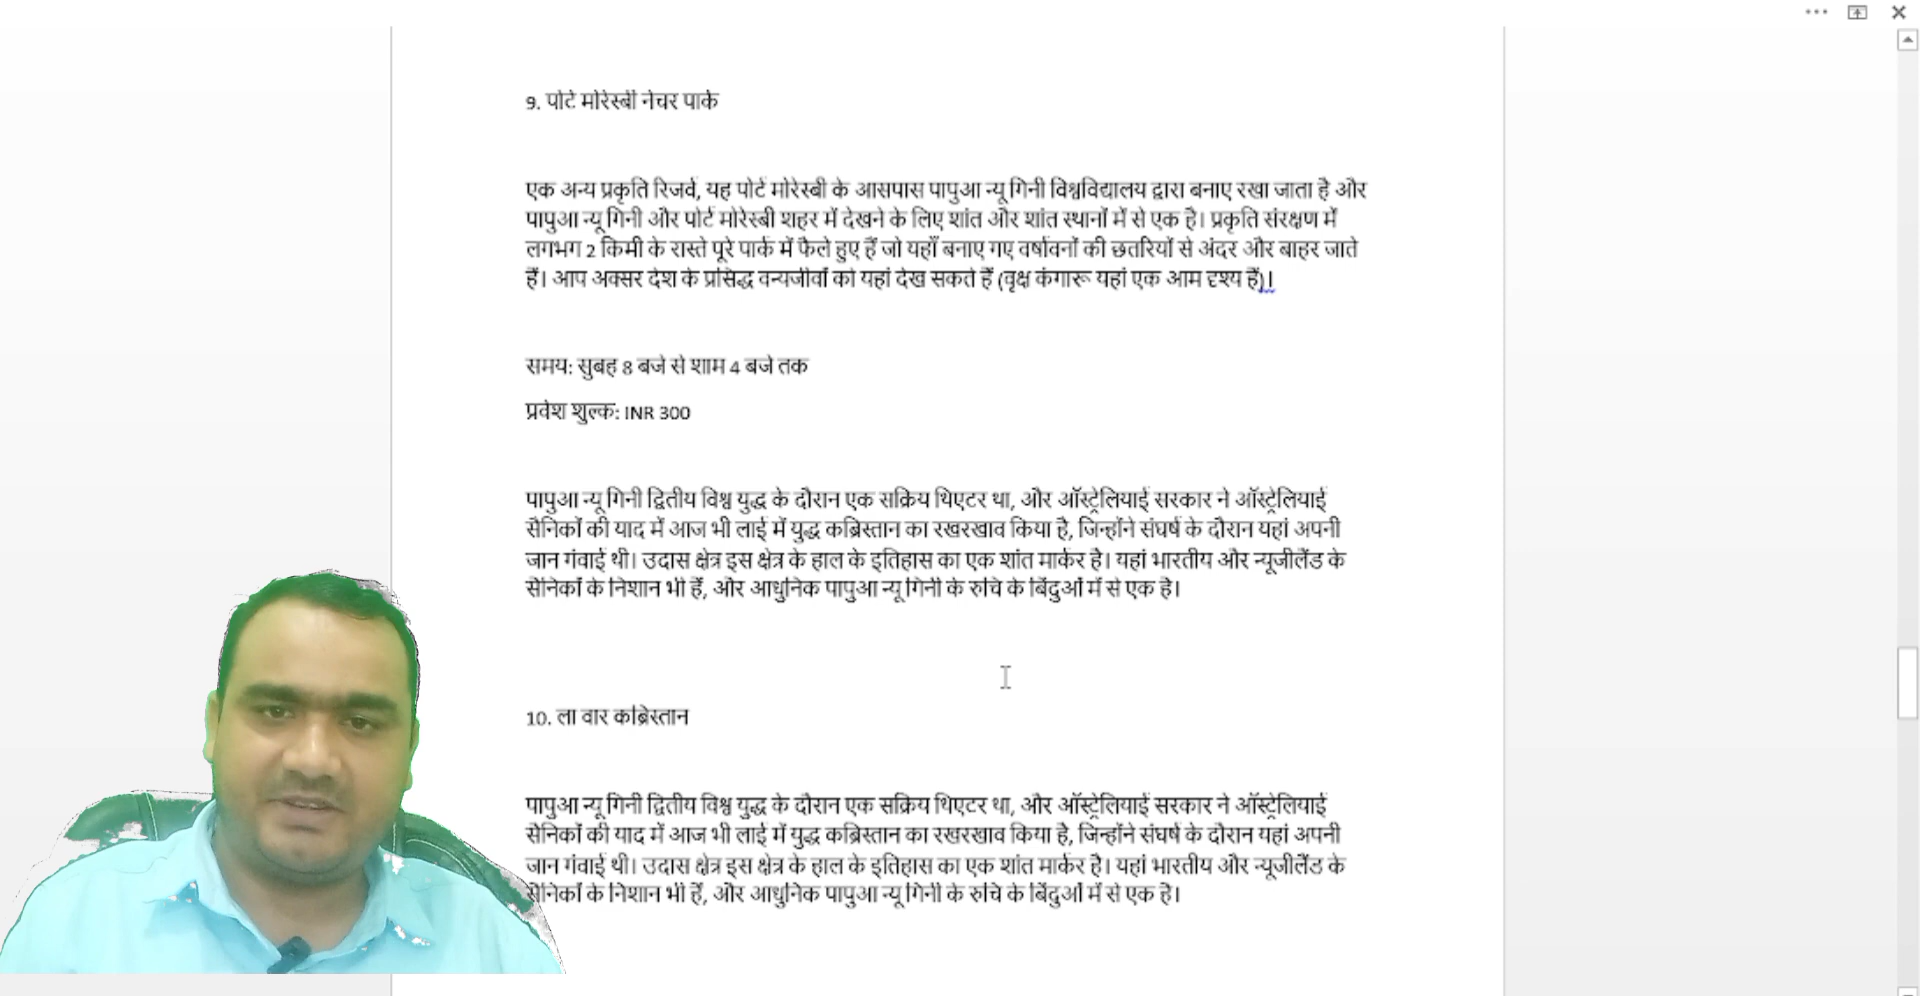 9. पोर्ट मोरेस्बी नेचर पार्क
एक अन्य प्रकृति रिजर्व, यह पोर्ट मोरेस्बी के आसपास पापुआ न्यू गिनी विश्वविद्यालय द्वारा बनाए रखा जाता है और
पापुआ न्यू गिनी और पोर्ट मोरेस्बी शहर में देखने के लिए शांत और शांत स्थानों में से एक है। प्रकृति संरक्षण में
लगभग 2 किमी के रास्ते पूरे पार्क में फैले हुए हैं जो यहाँ बनाए गए वर्षावनों की छतरियों से अंदर और बाहर जाते
हैं। आप अक्सर देश के प्रसिद्ध वन्यजीवों को यहां देख सकते हैं (वृक्ष कंगारू यहां एक आम दृश्य हैं)।
समय: सुबह 8 बजे से शाम 4 बजे तक
प्रवेश शुल्क: INR 300
पापुआ न्यू गिनी द्वितीय विश्व युद्ध के दौरान एक सक्रिय थिएटर था, और ऑस्ट्रेलियाई सरकार ने ऑस्ट्रेलियाई
सैनिकों की याद में आज भी लाई में युद्ध कब्रिस्तान का रखरखाव किया है, जिन्होंने संघर्ष के दौरान यहां अपनी
जान गंवाई थी। उदास क्षेत्र इस क्षेत्र के हाल के इतिहास का एक शांत मार्कर है। यहां भारतीय और न्यूजीलैंड के
सैनिकों के निशान भी हैं, और आधुनिक पापुआ न्यू गिनी के रुचि के बिंदुओं में से एक है।
10. ला वार कब्रिस्तान
पापुआ न्यू गिनी द्वितीय विश्व युद्ध के दौरान एक सक्रिय थिएटर था, और ऑस्ट्रेलियाई सरकार ने ऑस्ट्रेलियाई
सैनिकों की याद में आज भी लाई में युद्ध कब्रिस्तान का रखरखाव किया है, जिन्होंने संघर्ष के दौरान यहां अपनी
जान गंवाई थी। उदास क्षेत्र इस क्षेत्र के हाल के इतिहास का एक शांत मार्कर है। यहां भारतीय और न्यूजीलैंड के
सैनिकों के निशान भी हैं, और आधुनिक पापुआ न्यू गिनी के रुचि के बिंदुओं में से एक है।